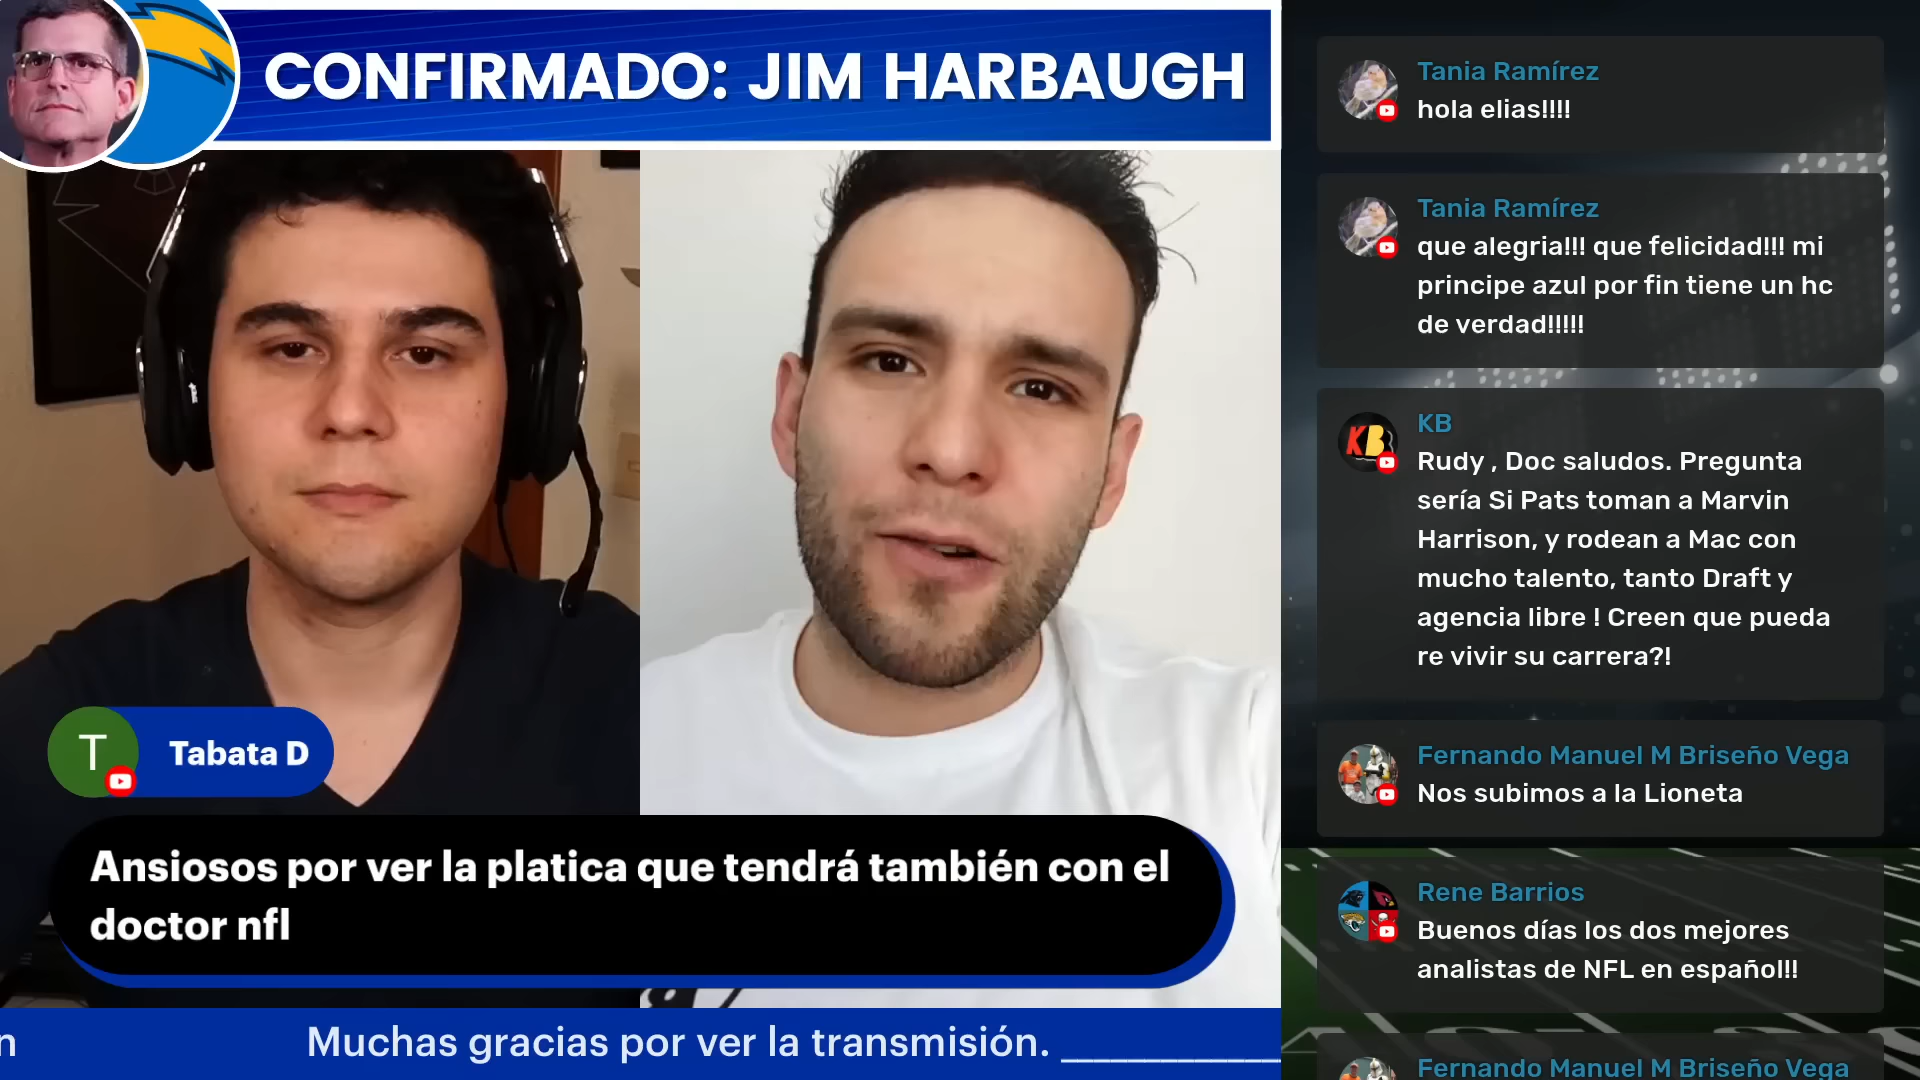 CONFIRMADO: JIM HARBAUGH
T
Tabata D
Ansiosos por ver la platica que tendrá también con el
doctor nfl
n
Muchas gracias por ver la transmisión. ______________
Tania Ramírez
hola elias!!!!
Tania Ramírez
que alegria!!! que felicidad!!! mi
principe azul por fin tiene un hc
de verdad!!!!!
KB
KB
Rudy , Doc saludos. Pregunta
sería Si Pats toman a Marvin
Harrison, y rodean a Mac con
mucho talento, tanto Draft y
agencia libre ! Creen que pueda
re vivir su carrera?!
Fernando Manuel M Briseño Vega
Nos subimos a la Lioneta
Rene Barrios
Buenos días los dos mejores
analistas de NFL en español!!
Fernando Manuel M Briseño Vega